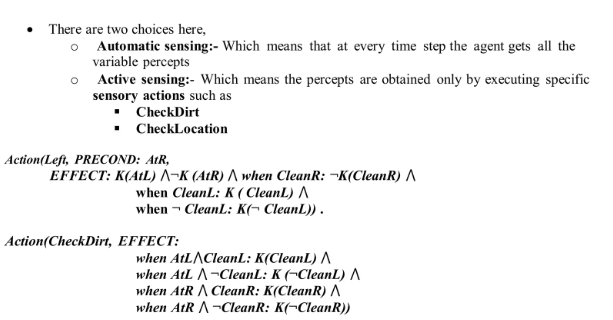 • There are two choices here,
o Automatic sensing:- Which means that at every time step the agent gets all the
variable percepts
o Active sensing:- Which means the percepts are obtained only by executing specific
sensory actions such as
▪ CheckDirt
▪ CheckLocation
Action(Left, PRECOND: AtR,
EFFECT: K(AtL) ⋀¬K (AtR) ⋀ when CleanR: ¬K(CleanR) ⋀
when CleanL: K ( CleanL) ⋀
when ¬ CleanL: K(¬ CleanL)) .
Action(CheckDirt, EFFECT:
when AtL⋀CleanL: K(CleanL) ⋀
when AtL ⋀ ¬CleanL: K (¬CleanL) ⋀
when AtR ⋀ CleanR: K(CleanR) ⋀
when AtR ⋀ ¬CleanR: K(¬CleanR))